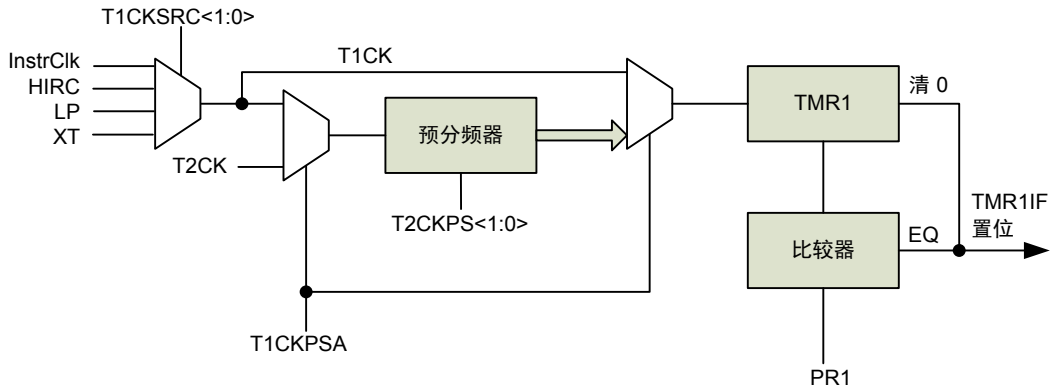 T1CKSRC<1:0>
InstrClk
HIRC
LP
XT
T1CK
T2CK
预分频器
T2CKPS<1:0>
T1CKPSA
TMR1
清 0
比较器
EQ
TMR1IF
置位
PR1